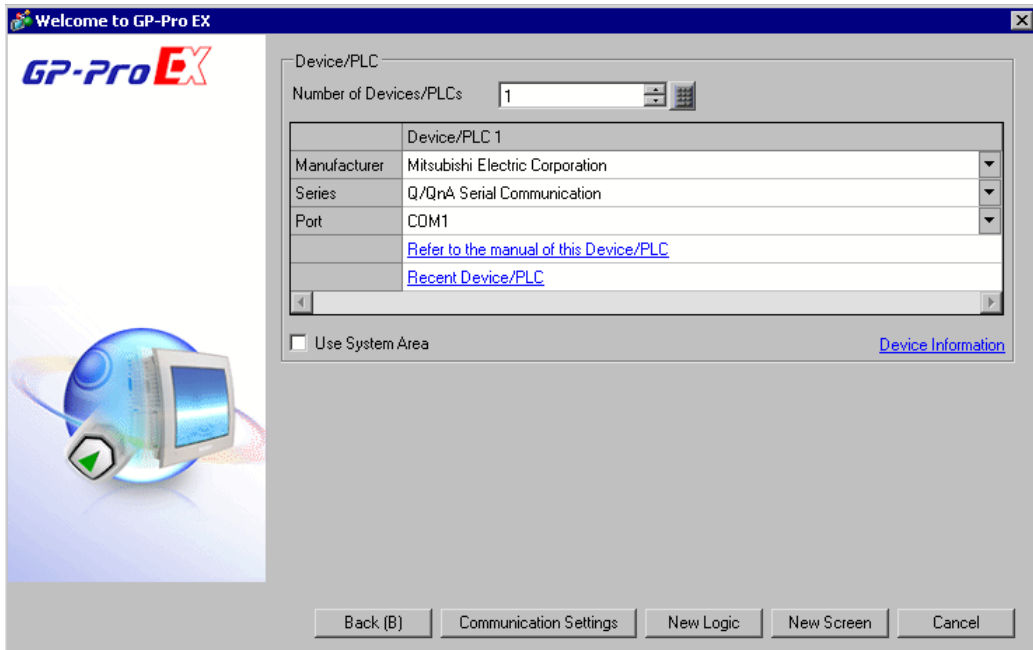 Welcome to GP-Pro EX
GP-Pro EX
Device/PLC
Number of Devices/PLCs 1
Device/PLC 1
Manufacturer Mitsubishi Electric Corporation
Series Q/QnA Serial Communication
Port COM1
Refer to the manual of this Device/PLC
Recent Device/PLC
Use System Area Device Information
Back (B) Communication Settings New Logic New Screen Cancel